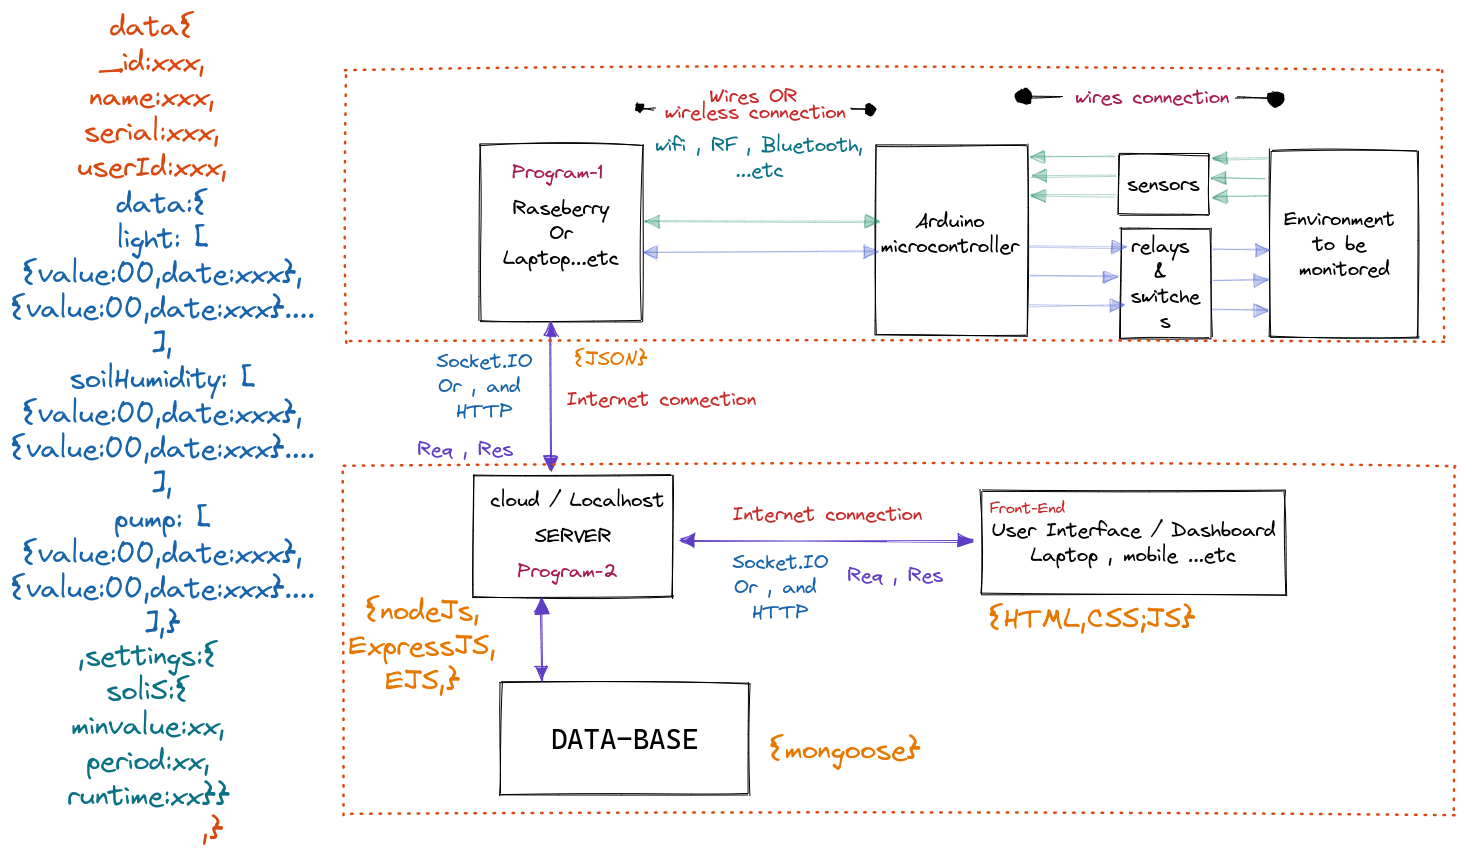 data{
_id:xxx,
name:xxx,
serial:xxx,
userId:xxx,
data:{
light: [
{value:00,date:xxx},
{value:00,date:xxx}....
],
soilHumidity: [
{value:00,date:xxx},
{value:00,date:xxx}....
],
pump: [
{value:00,date:xxx},
{value:00,date:xxx}....
],}
,settings:{
soliS:{
minvalue:xx,
period:xx,
runtime:xx}}
,}
Wires OR
wireless connection
wifi , RF , Bluetooth,
...etc
wires connection
Program-1
Raseberry
Or
Laptop...etc
Arduino
microcontroller
sensors
relays
&
switche
s
Environment
to be
monitored
Socket.IO
Or , and
HTTP
{JSON}
Internet connection
Req , Res
cloud / Localhost
SERVER
Program-2
Internet connection
Socket.IO
Or , and
HTTP
Req , Res
Front-End
User Interface / Dashboard
Laptop , mobile ...etc
{HTML,CSS;JS}
{nodeJs,
ExpressJS,
EJS,}
DATA-BASE
{mongoose}